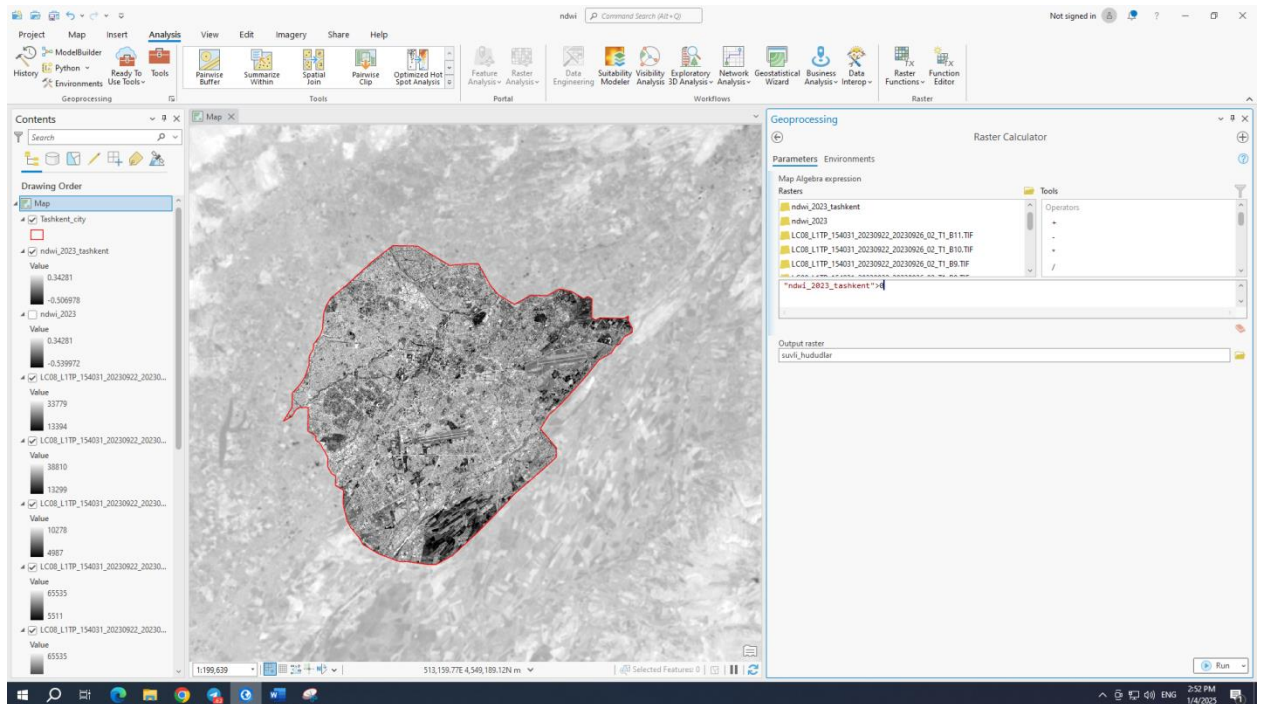 ndwi
Command Search (Alt+Q)
Not signed in
?
Project Map Insert Analysis View Edit Imagery Share Help
History
ModelBuilder
Python
Environments
Ready To Use Tools
Tools
Geoprocessing
Pairwise Buffer
Summarize Within
Spatial Join
Pairwise Clip
Optimized Hot Spot Analysis
Tools
Feature Analysis
Raster Analysis
Portal
Data Engineering
Suitability Modeler
Visibility Analysis
Exploratory 3D Analysis
Network Analysis
Workflows
Geostatistical Wizard
Business Analysis
Data Interop
Raster Functions
Function Editor
Raster
Contents
Search
Drawing Order
Map
Tashkent_city
ndwi_2023_tashkent
Value
0.34281
-0.506978
ndwi_2023
Value
0.34281
-0.539972
LC08_L1TP_154031_20230922_20230...
Value
33779
13394
LC08_L1TP_154031_20230922_20230...
Value
38810
13299
LC08_L1TP_154031_20230922_20230...
Value
10278
4987
LC08_L1TP_154031_20230922_20230...
Value
65535
5511
LC08_L1TP_154031_20230922_20230...
Value
65535
Map
1:199,639
513,159.77E 4,549,189.12N m
Selected Features: 0
Geoprocessing
Raster Calculator
Parameters Environments
Map Algebra expression
Rasters
Tools
ndwi_2023_tashkent
ndwi_2023
LC08_L1TP_154031_20230922_20230926_02_T1_B11.TIF
LC08_L1TP_154031_20230922_20230926_02_T1_B10.TIF
LC08_L1TP_154031_20230922_20230926_02_T1_B9.TIF
Operators
+
-
*
/
"ndwi_2023_tashkent">0
Output raster
suvli_hududlar
Run
ENG
2:52 PM
1/4/2025